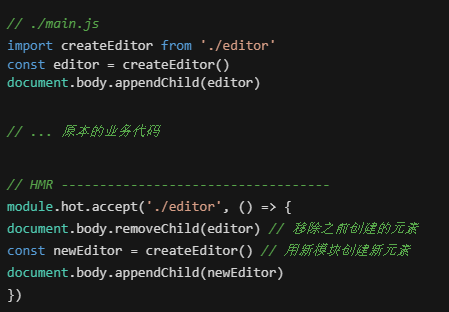 // ./main.js
import createEditor from './editor'
const editor = createEditor()
document.body.appendChild(editor)
// ... 原本的业务代码
// HMR -----------------------------------
module.hot.accept('./editor', () => {
document.body.removeChild(editor) // 移除之前创建的元素
const newEditor = createEditor() // 用新模块创建新元素
document.body.appendChild(newEditor)
})